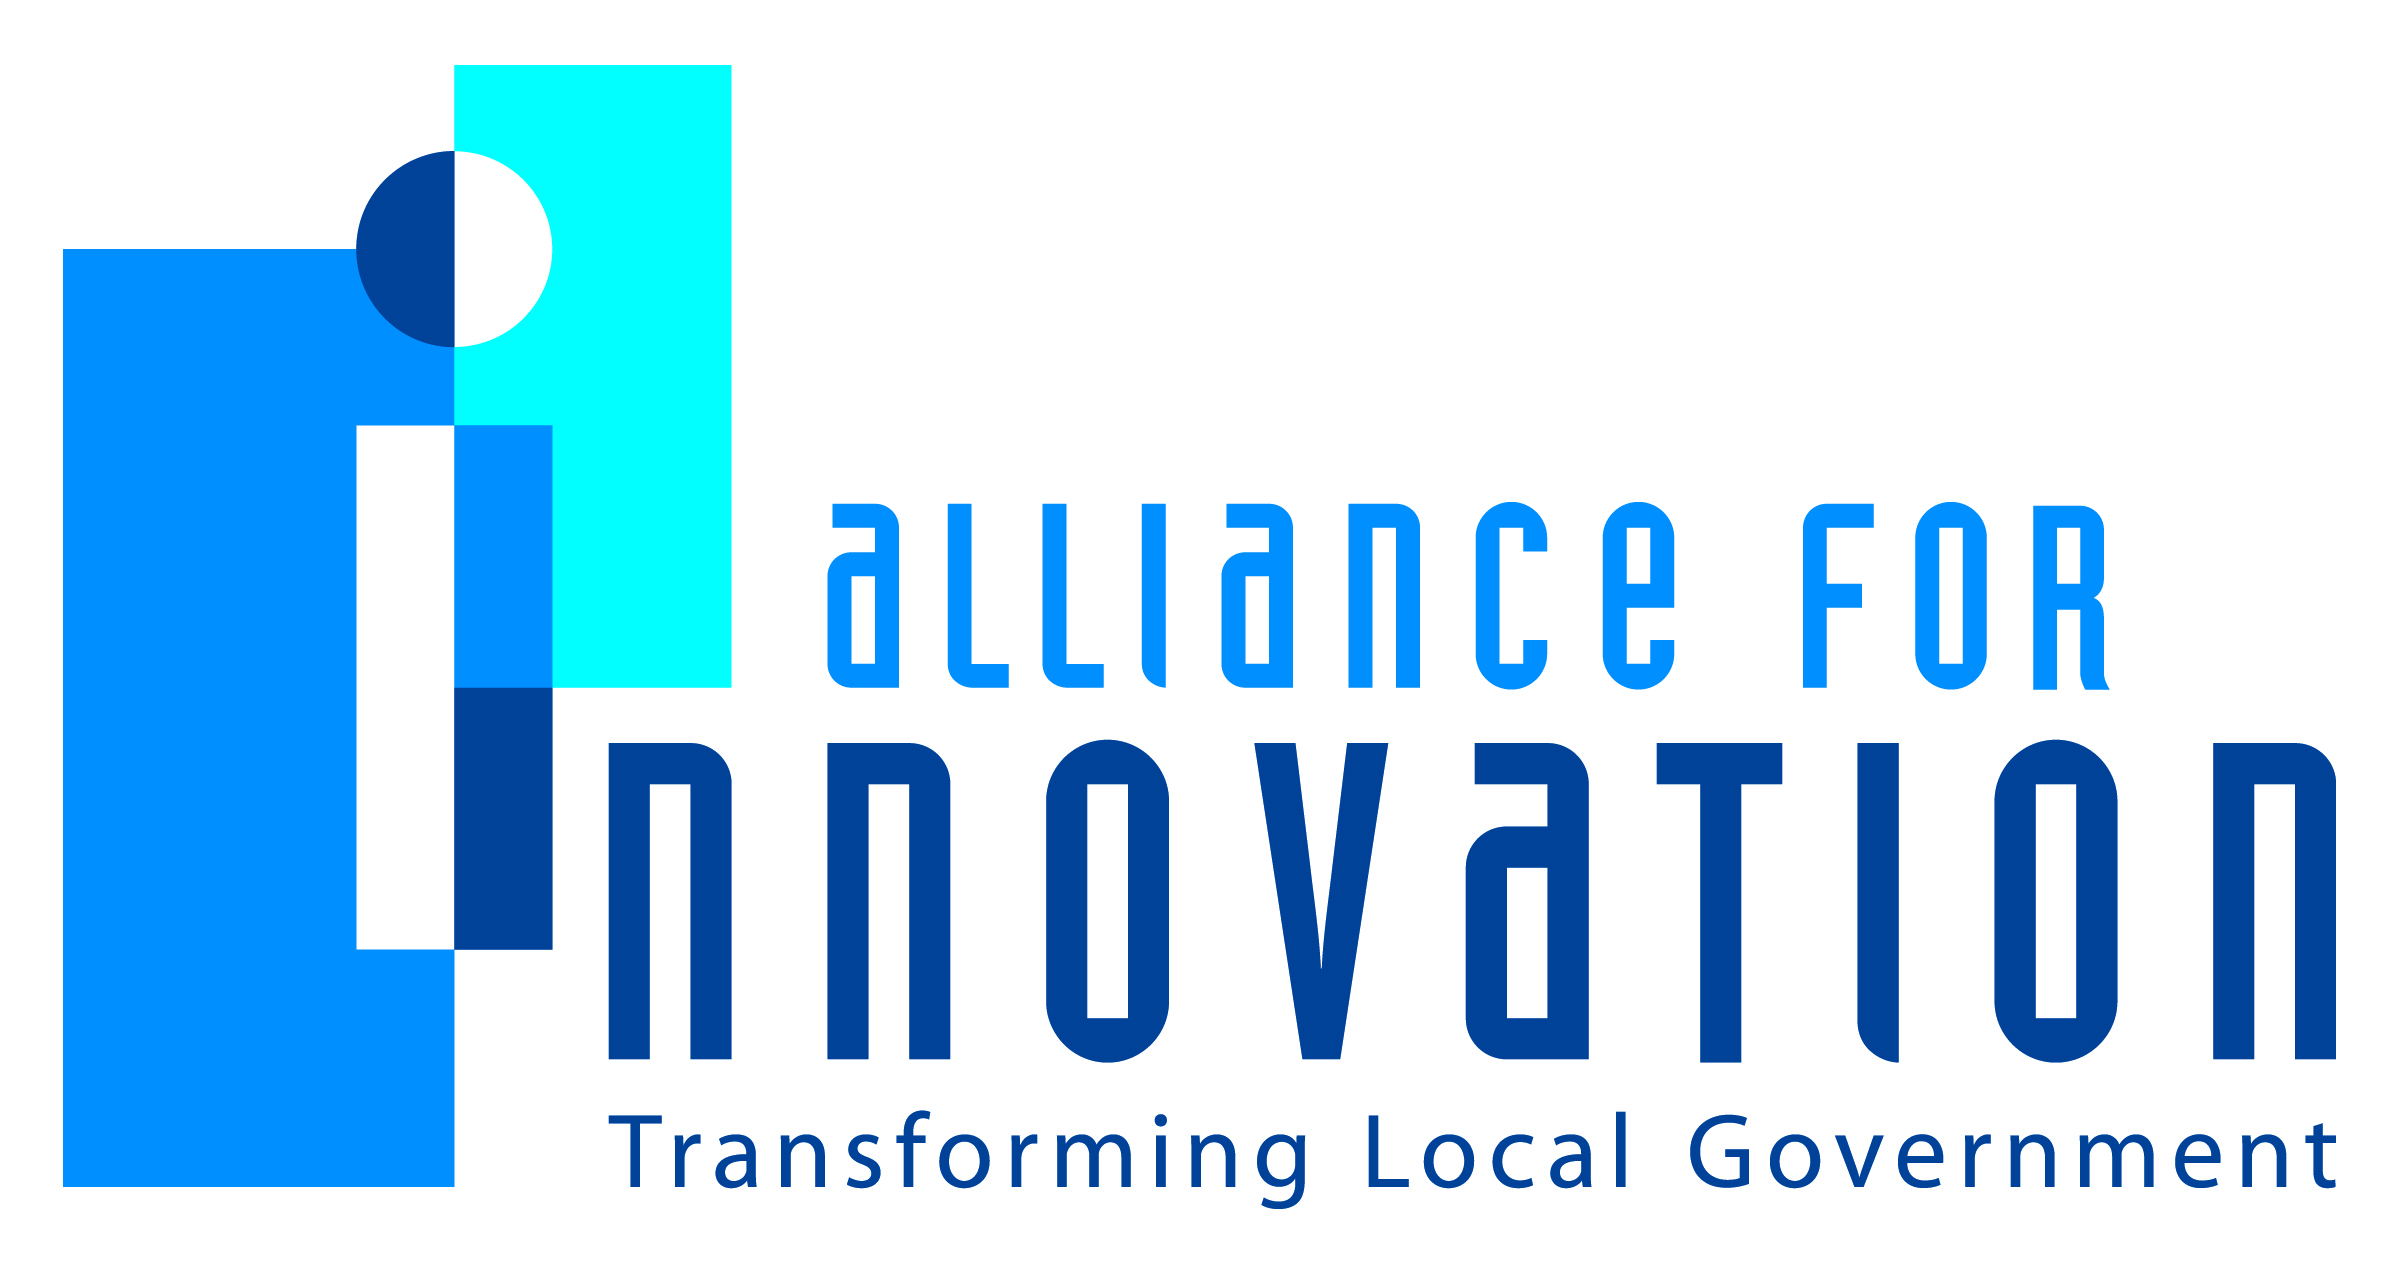 alliance for
innovation
Transforming Local Government